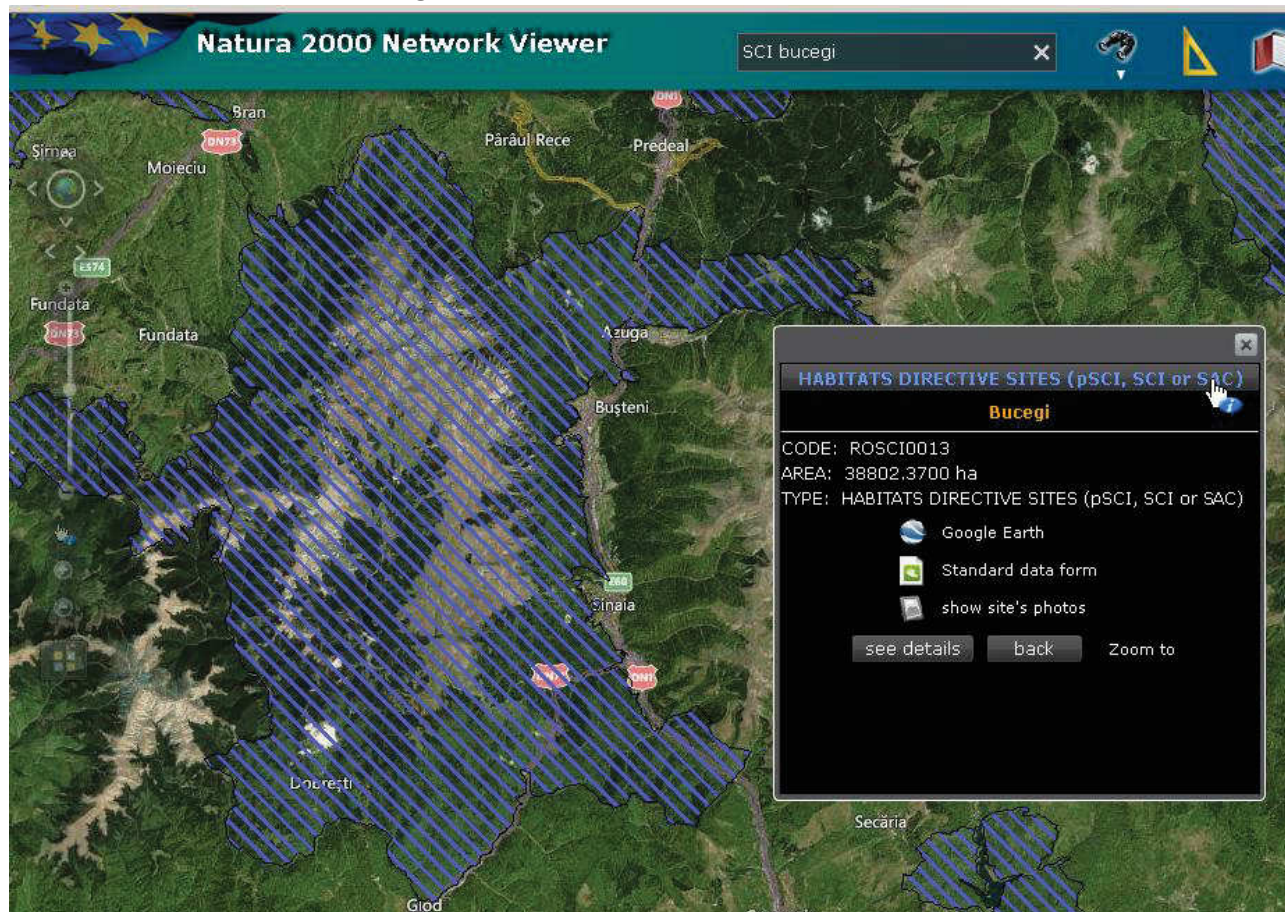 Natura 2000 Network Viewer
SCI bucegi
Bran
DN1
DN73
Pârâul Rece
Predeal
Șimea
Moieciu
E574
Fundata
DN73
Fundata
Azuga
Bușteni
E60
Sinaia
DN1
Dobrești
Secăria
Glod
HABITATS DIRECTIVE SITES (pSCI, SCI or SAC)
Bucegi
CODE: ROSCI0013
AREA: 38802.3700 ha
TYPE: HABITATS DIRECTIVE SITES (pSCI, SCI or SAC)
Google Earth
Standard data form
show site's photos
see details
back
Zoom to